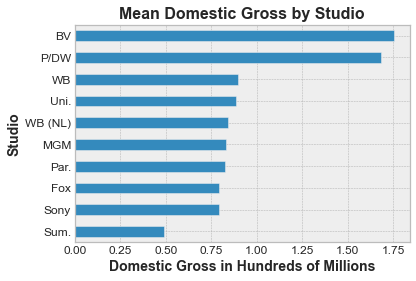 Mean Domestic Gross by Studio
BV
P/DW
WB
Uni.
WB (NL)
MGM
Par.
Fox
Sony
Sum.
Studio
0.00 0.25 0.50 0.75 1.00 1.25 1.50 1.75
Domestic Gross in Hundreds of Millions